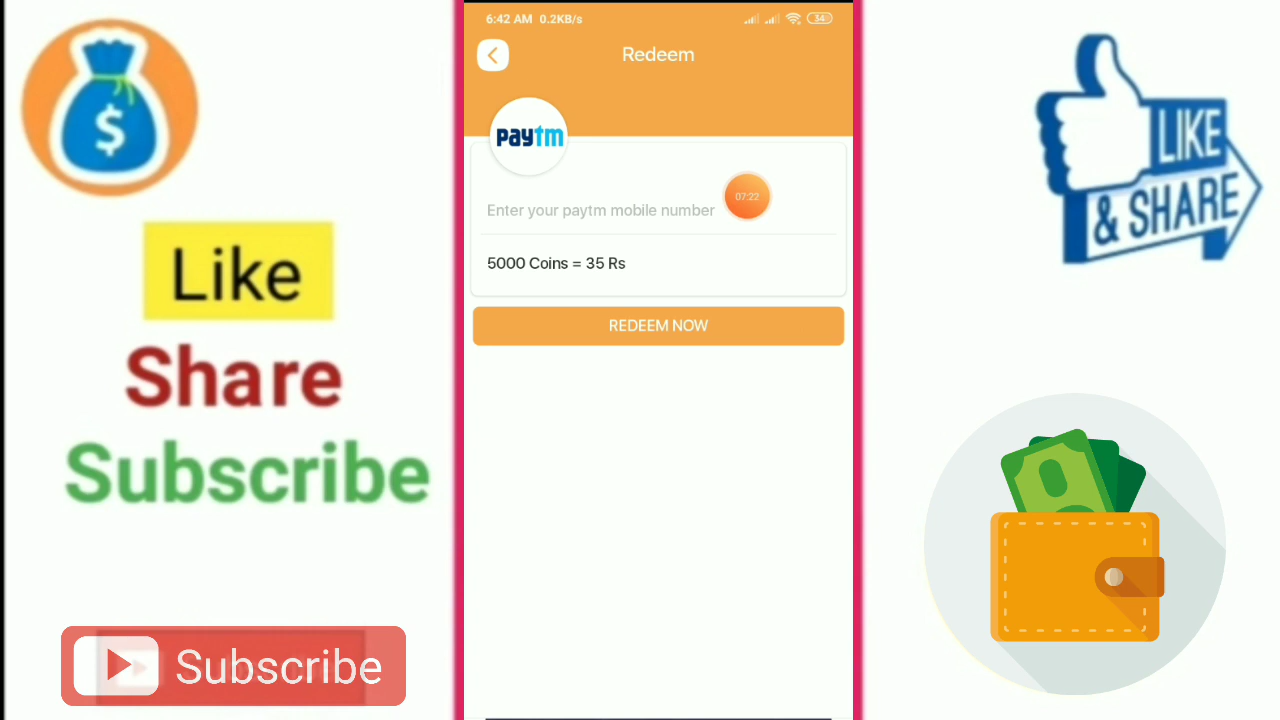 6:42 AM 0.2KB/s
34
Redeem
paytm
Enter your paytm mobile number
07:22
5000 Coins = 35 Rs
REDEEM NOW
$
Like
Share
Subscribe
Subscribe
LIKE
& SHARE